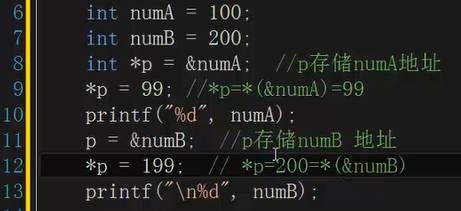 6 int numA = 100;
7 int numB = 200;
8 int *p = &numA; //p存储numA地址
9 *p = 99; //*p=*(&numA)=99
10 printf("%d", numA);
11 p = &numB; //p存储numB 地址
12 *p = 199; // *p=200=*(&numB)
13 printf("\n%d", numB);